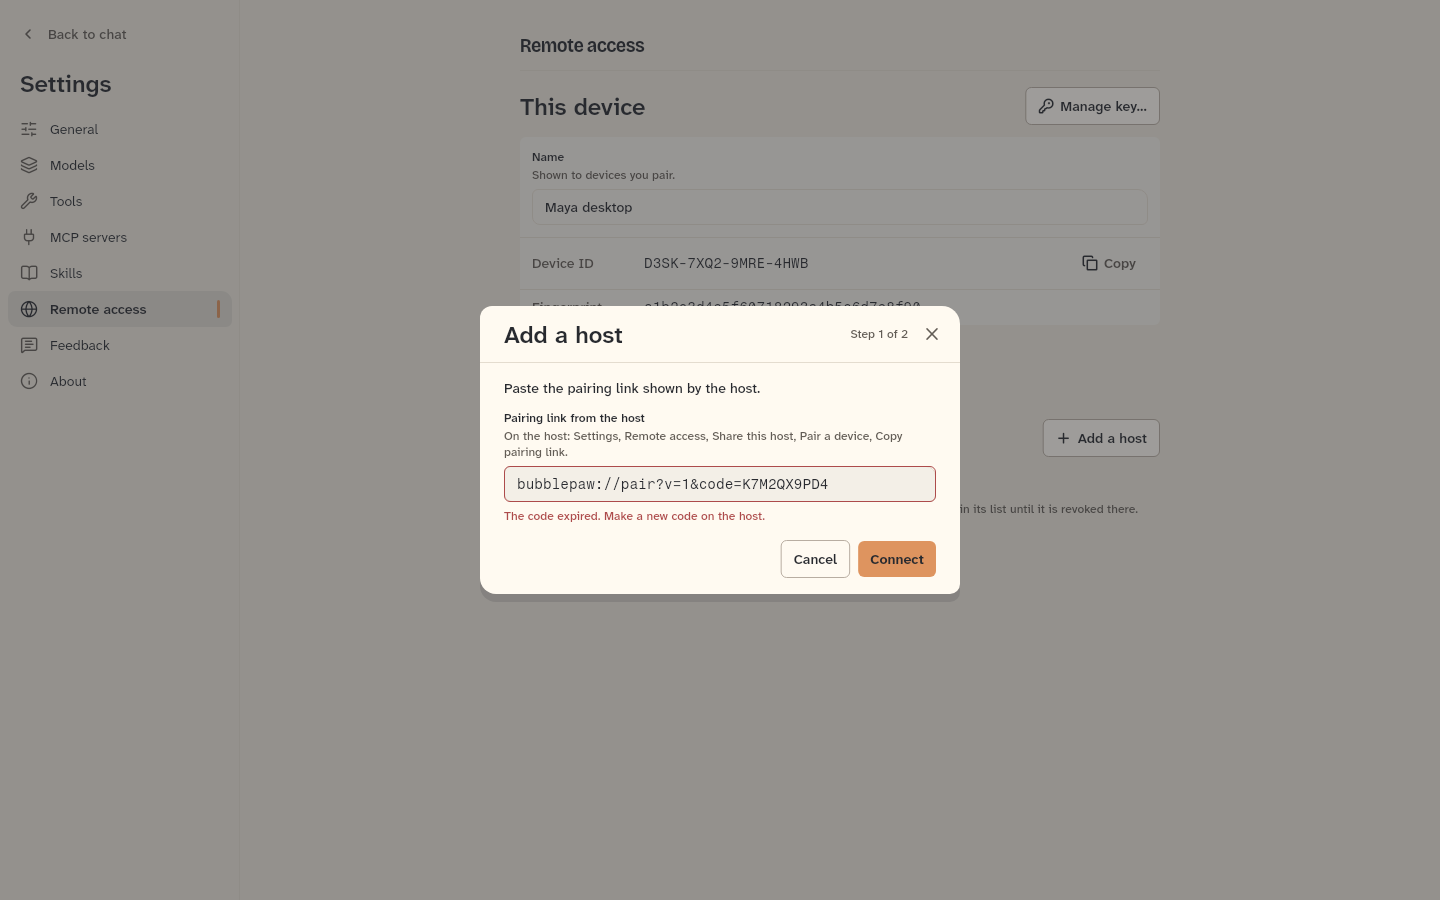 Back to chat
Settings
General
Models
Tools
MCP servers
Skills
Remote access
Feedback
About
Remote access
This device
Manage key...
Name
Shown to devices you pair.
Maya desktop
Device ID
D3SK-7XQ2-9MRE-4HWB
Copy
Fingerprint
Add a host
Step 1 of 2
Paste the pairing link shown by the host.
Pairing link from the host
On the host: Settings, Remote access, Share this host, Pair a device, Copy
pairing link.
bubblepaw://pair?v=1&code=K7M2QX9PD4
The code expired. Make a new code on the host.
Cancel
Connect
Add a host
in its list until it is revoked there.